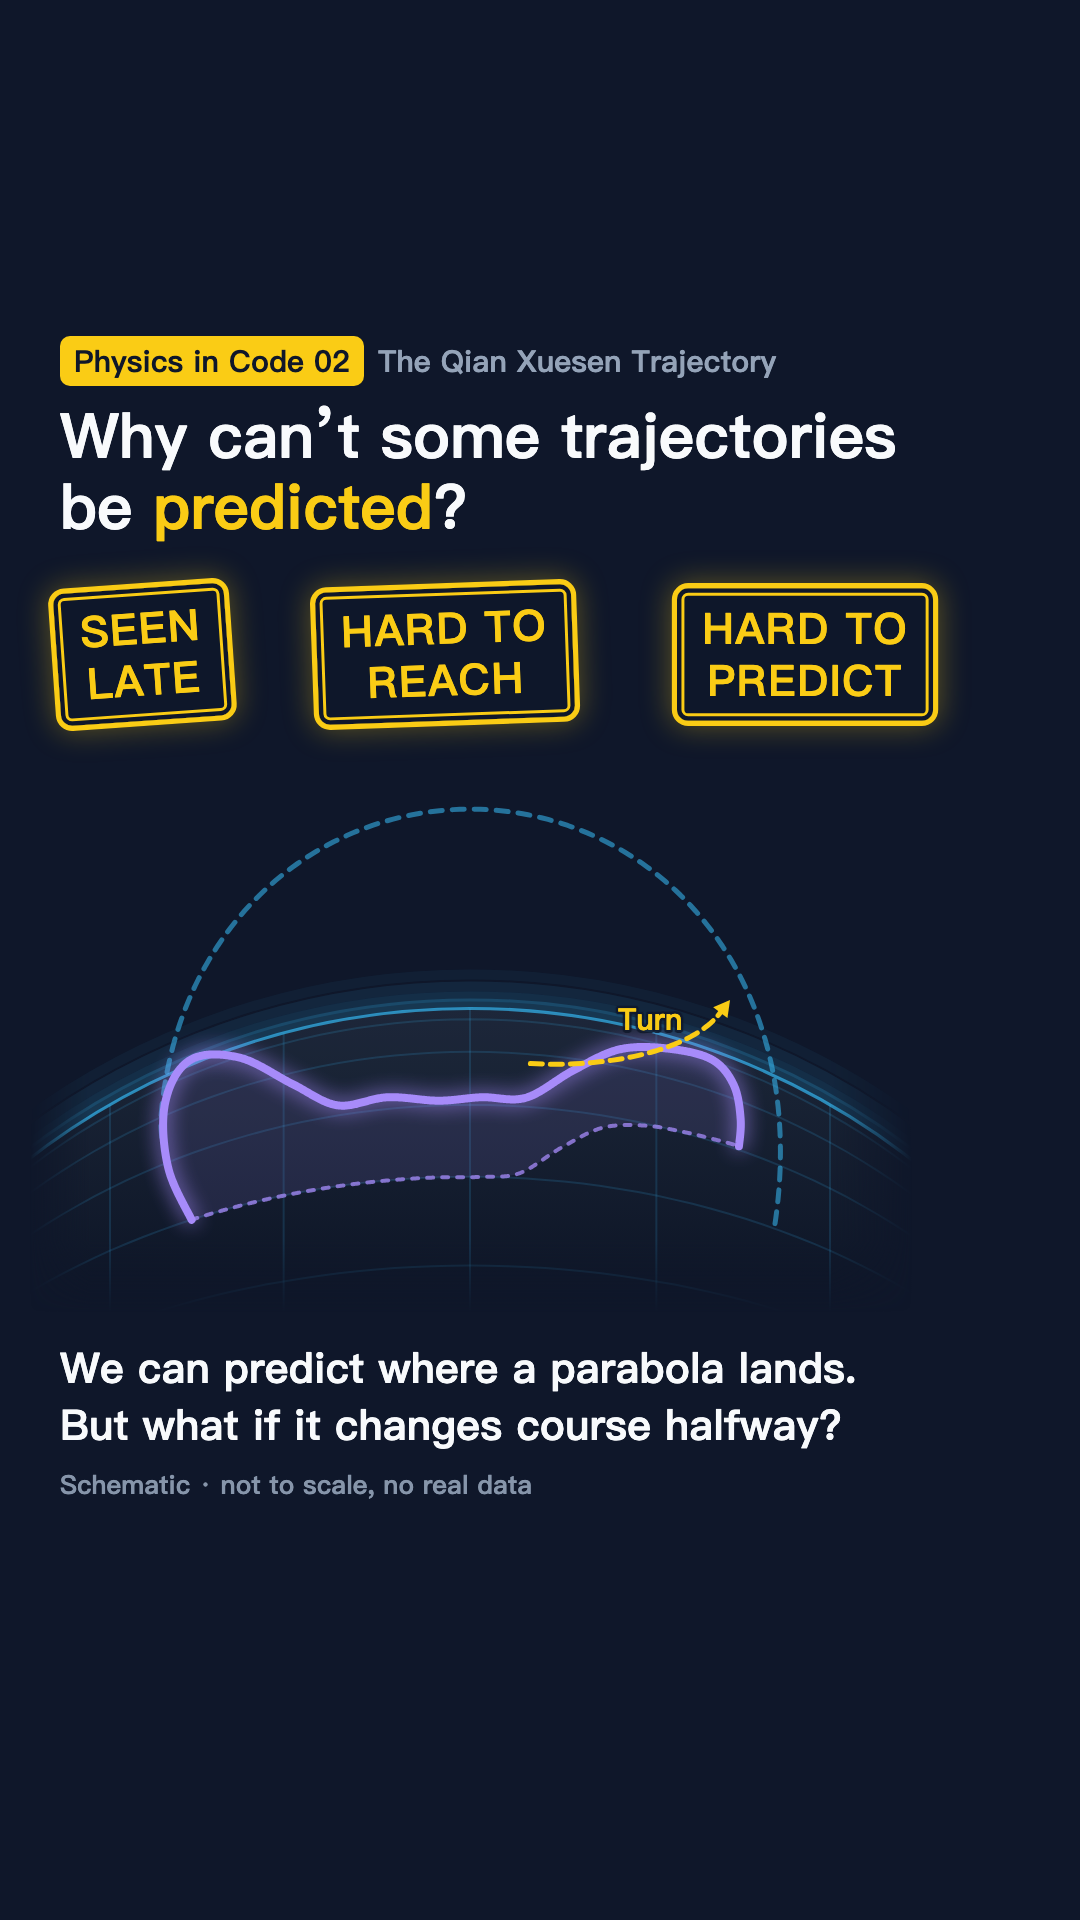 Physics in Code 02 The Qian Xuesen Trajectory
Why can’t some trajectories
be predicted?
SEEN
LATE
HARD TO
REACH
HARD TO
PREDICT
Turn
We can predict where a parabola lands.
But what if it changes course halfway?
Schematic · not to scale, no real data